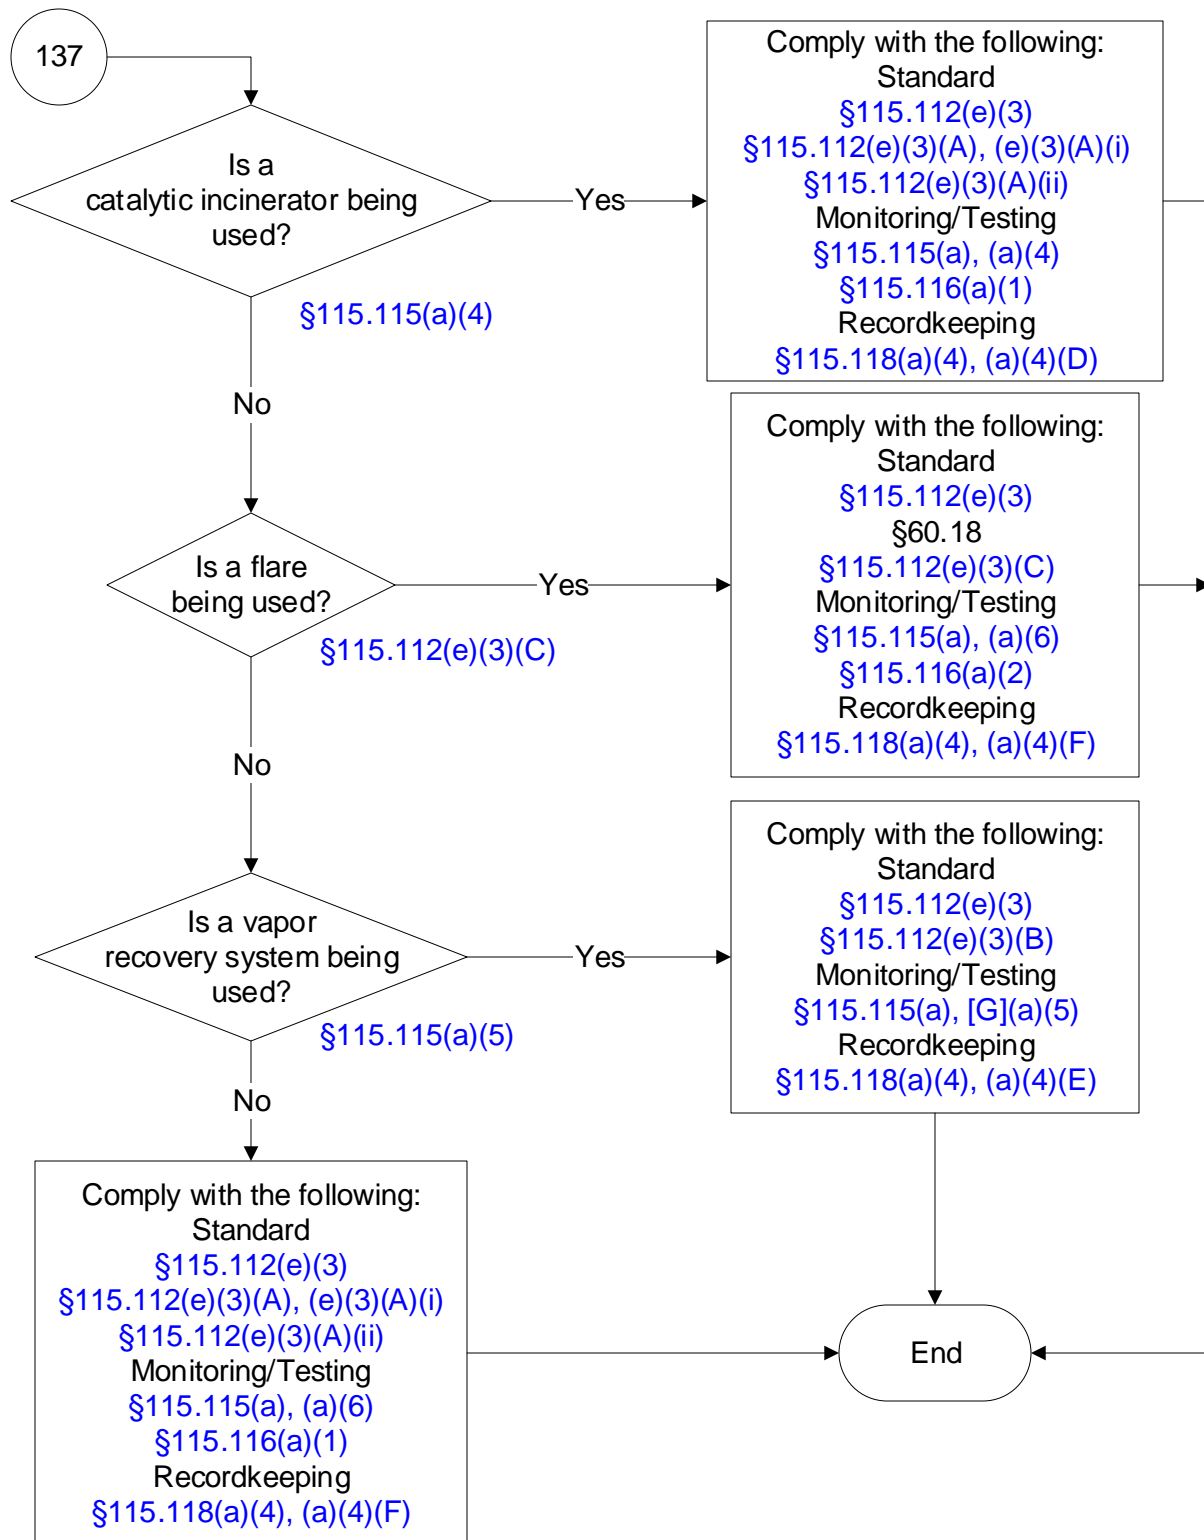 137
Is a
catalytic incinerator being
used?
§115.115(a)(4)
Yes
Comply with the following:
Standard
§115.112(e)(3)
§115.112(e)(3)(A), (e)(3)(A)(i)
§115.112(e)(3)(A)(ii)
Monitoring/Testing
§115.115(a), (a)(4)
§115.116(a)(1)
Recordkeeping
§115.118(a)(4), (a)(4)(D)
No
Is a flare
being used?
§115.112(e)(3)(C)
Yes
Comply with the following:
Standard
§115.112(e)(3)
§60.18
§115.112(e)(3)(C)
Monitoring/Testing
§115.115(a), (a)(6)
§115.116(a)(2)
Recordkeeping
§115.118(a)(4), (a)(4)(F)
No
Is a vapor
recovery system being
used?
§115.115(a)(5)
Yes
Comply with the following:
Standard
§115.112(e)(3)
§115.112(e)(3)(B)
Monitoring/Testing
§115.115(a), [G](a)(5)
Recordkeeping
§115.118(a)(4), (a)(4)(E)
No
Comply with the following:
Standard
§115.112(e)(3)
§115.112(e)(3)(A), (e)(3)(A)(i)
§115.112(e)(3)(A)(ii)
Monitoring/Testing
§115.115(a), (a)(6)
§115.116(a)(1)
Recordkeeping
§115.118(a)(4), (a)(4)(F)
End